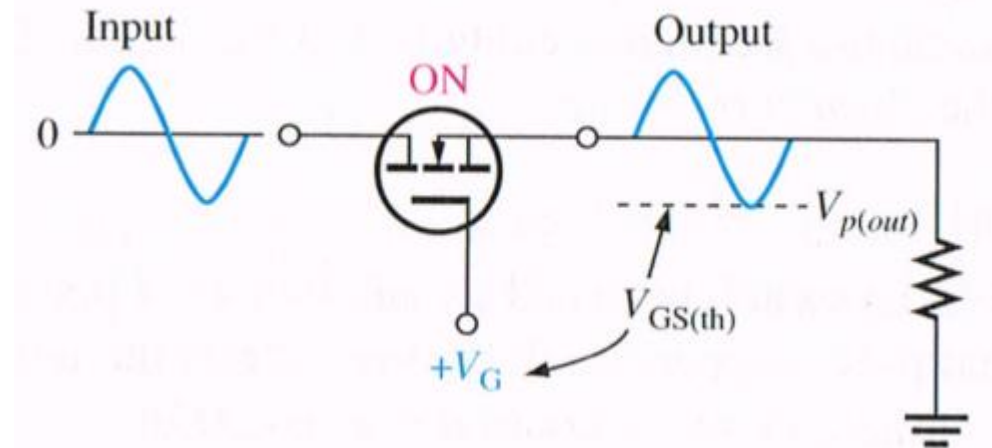 Input
Output
ON
0
V_p(out)
V_GS(th)
+V_G